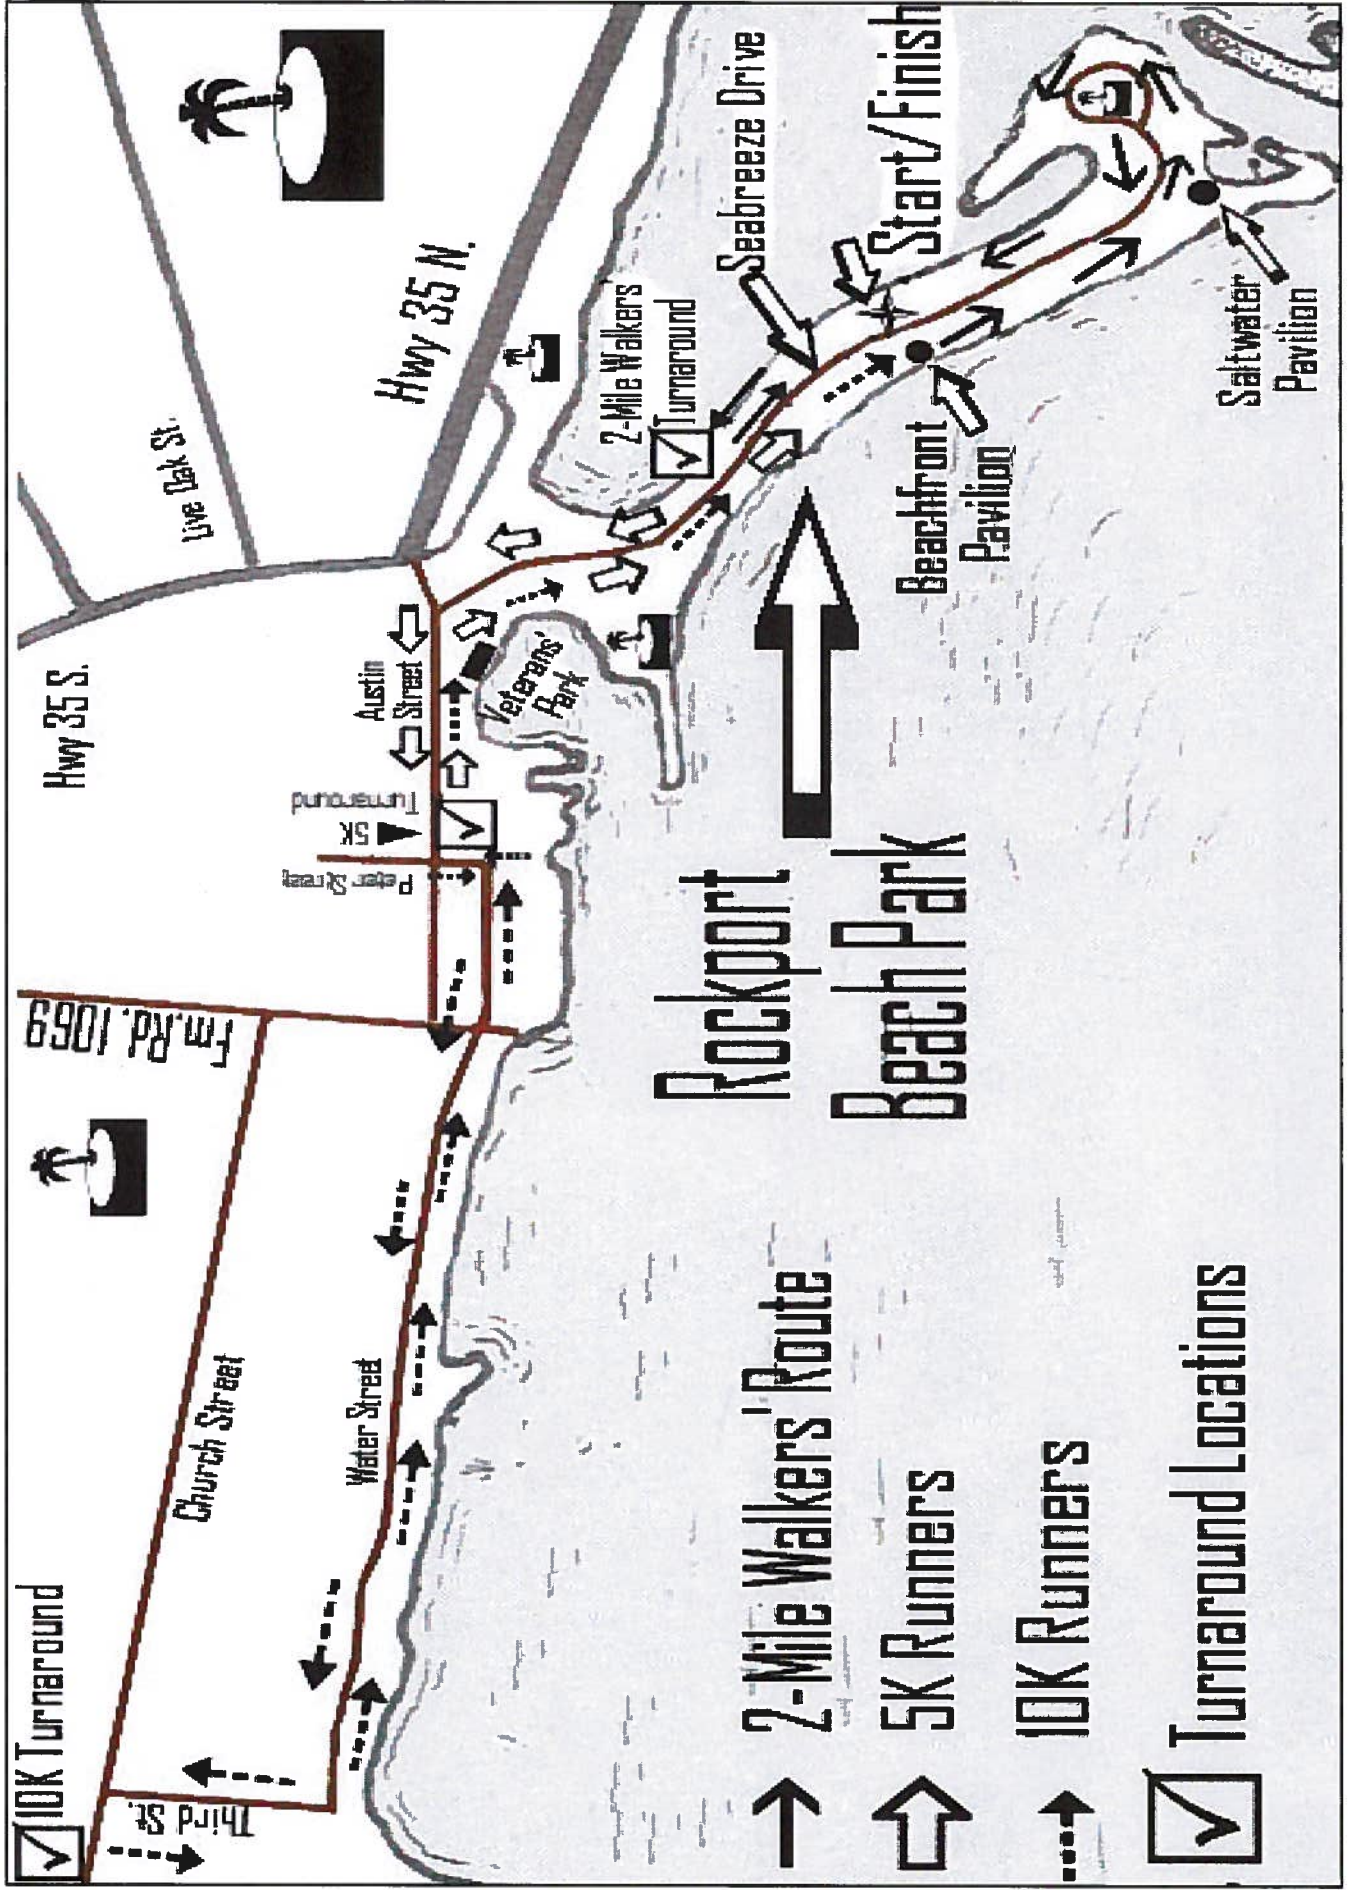 10K Turnaround
Third St.
Church Street
Water Street
Fm. Rd. 1069
Hwy 35 S.
Live Oak St.
Hwy 35 N.
Peter Street
5K
Turnaround
Austin
Street
Veterans'
Park
2-Mile Walkers'
Turnaround
Seabreeze Drive
Start/Finish
Beachfront
Pavilion
Saltwater
Pavilion
Rockport
Beach Park
2-Mile Walkers' Route
5K Runners
10K Runners
Turnaround Locations